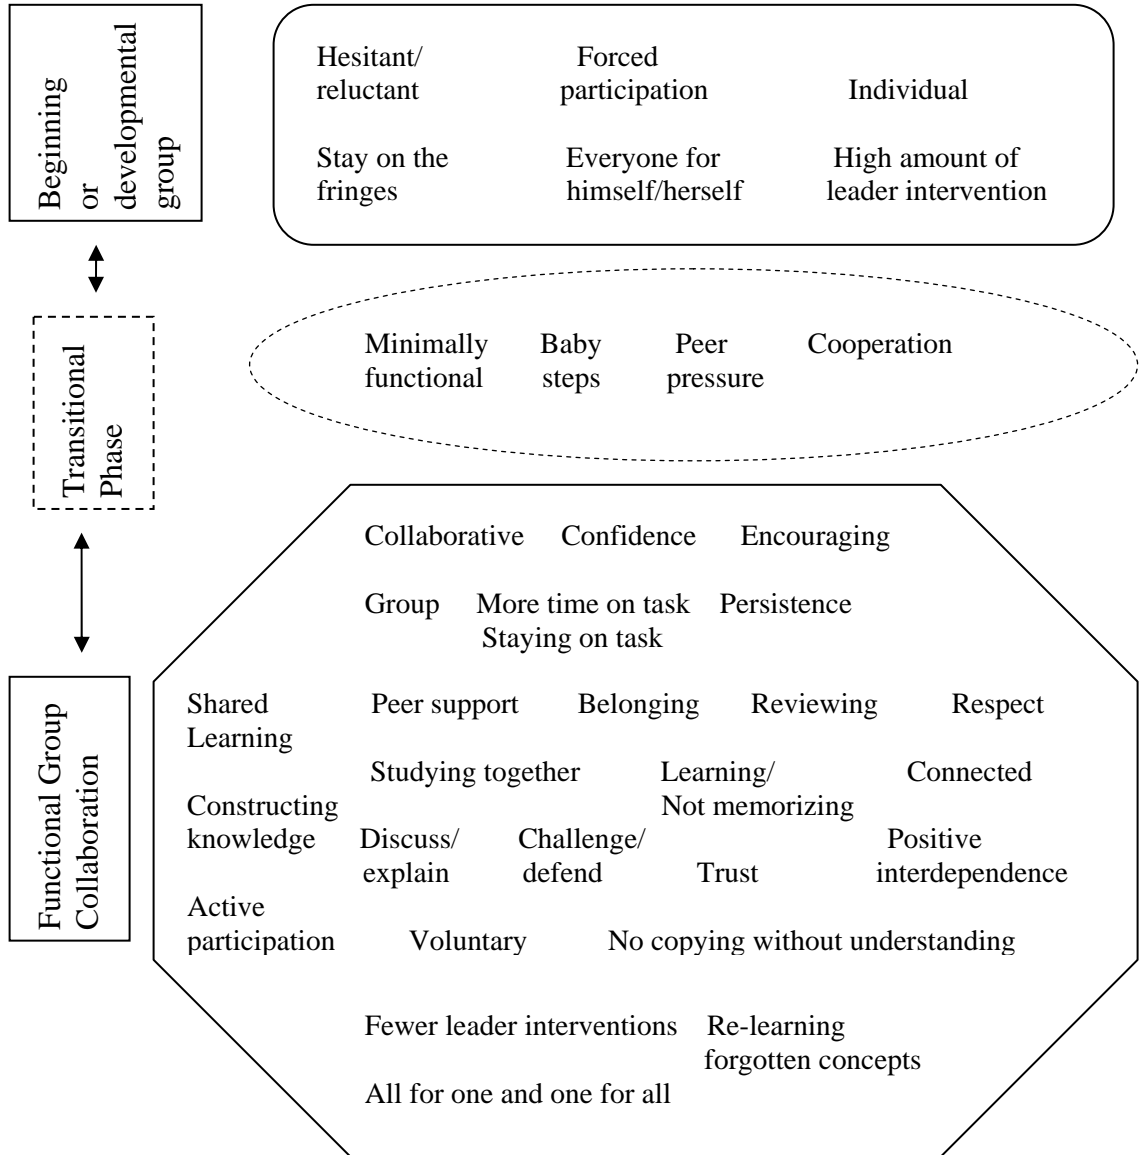 Beginning
or
developmental
group
Hesitant/
reluctant
Forced
participation
Individual
Stay on the
fringes
Everyone for
himself/herself
High amount of
leader intervention
Transitional
Phase
Minimally
functional
Baby
steps
Peer
pressure
Cooperation
Functional Group
Collaboration
Collaborative
Confidence
Encouraging
Group
More time on task
Staying on task
Persistence
Shared
Learning
Peer support
Belonging
Reviewing
Respect
Studying together
Learning/
Not memorizing
Connected
Constructing
knowledge
Discuss/
explain
Challenge/
defend
Trust
Positive
interdependence
Active
participation
Voluntary
No copying without understanding
Fewer leader interventions
Re-learning
forgotten concepts
All for one and one for all